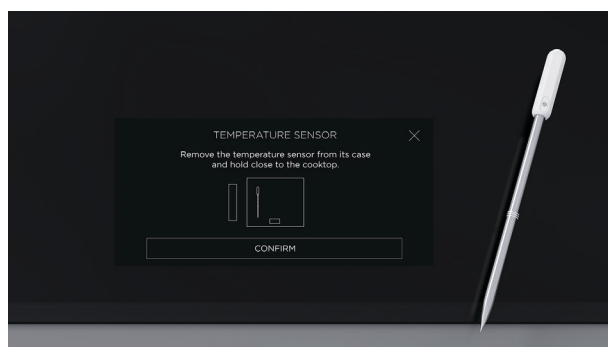 TEMPERATURE SENSOR
Remove the temperature sensor from its case
and hold close to the cooktop.
CONFIRM